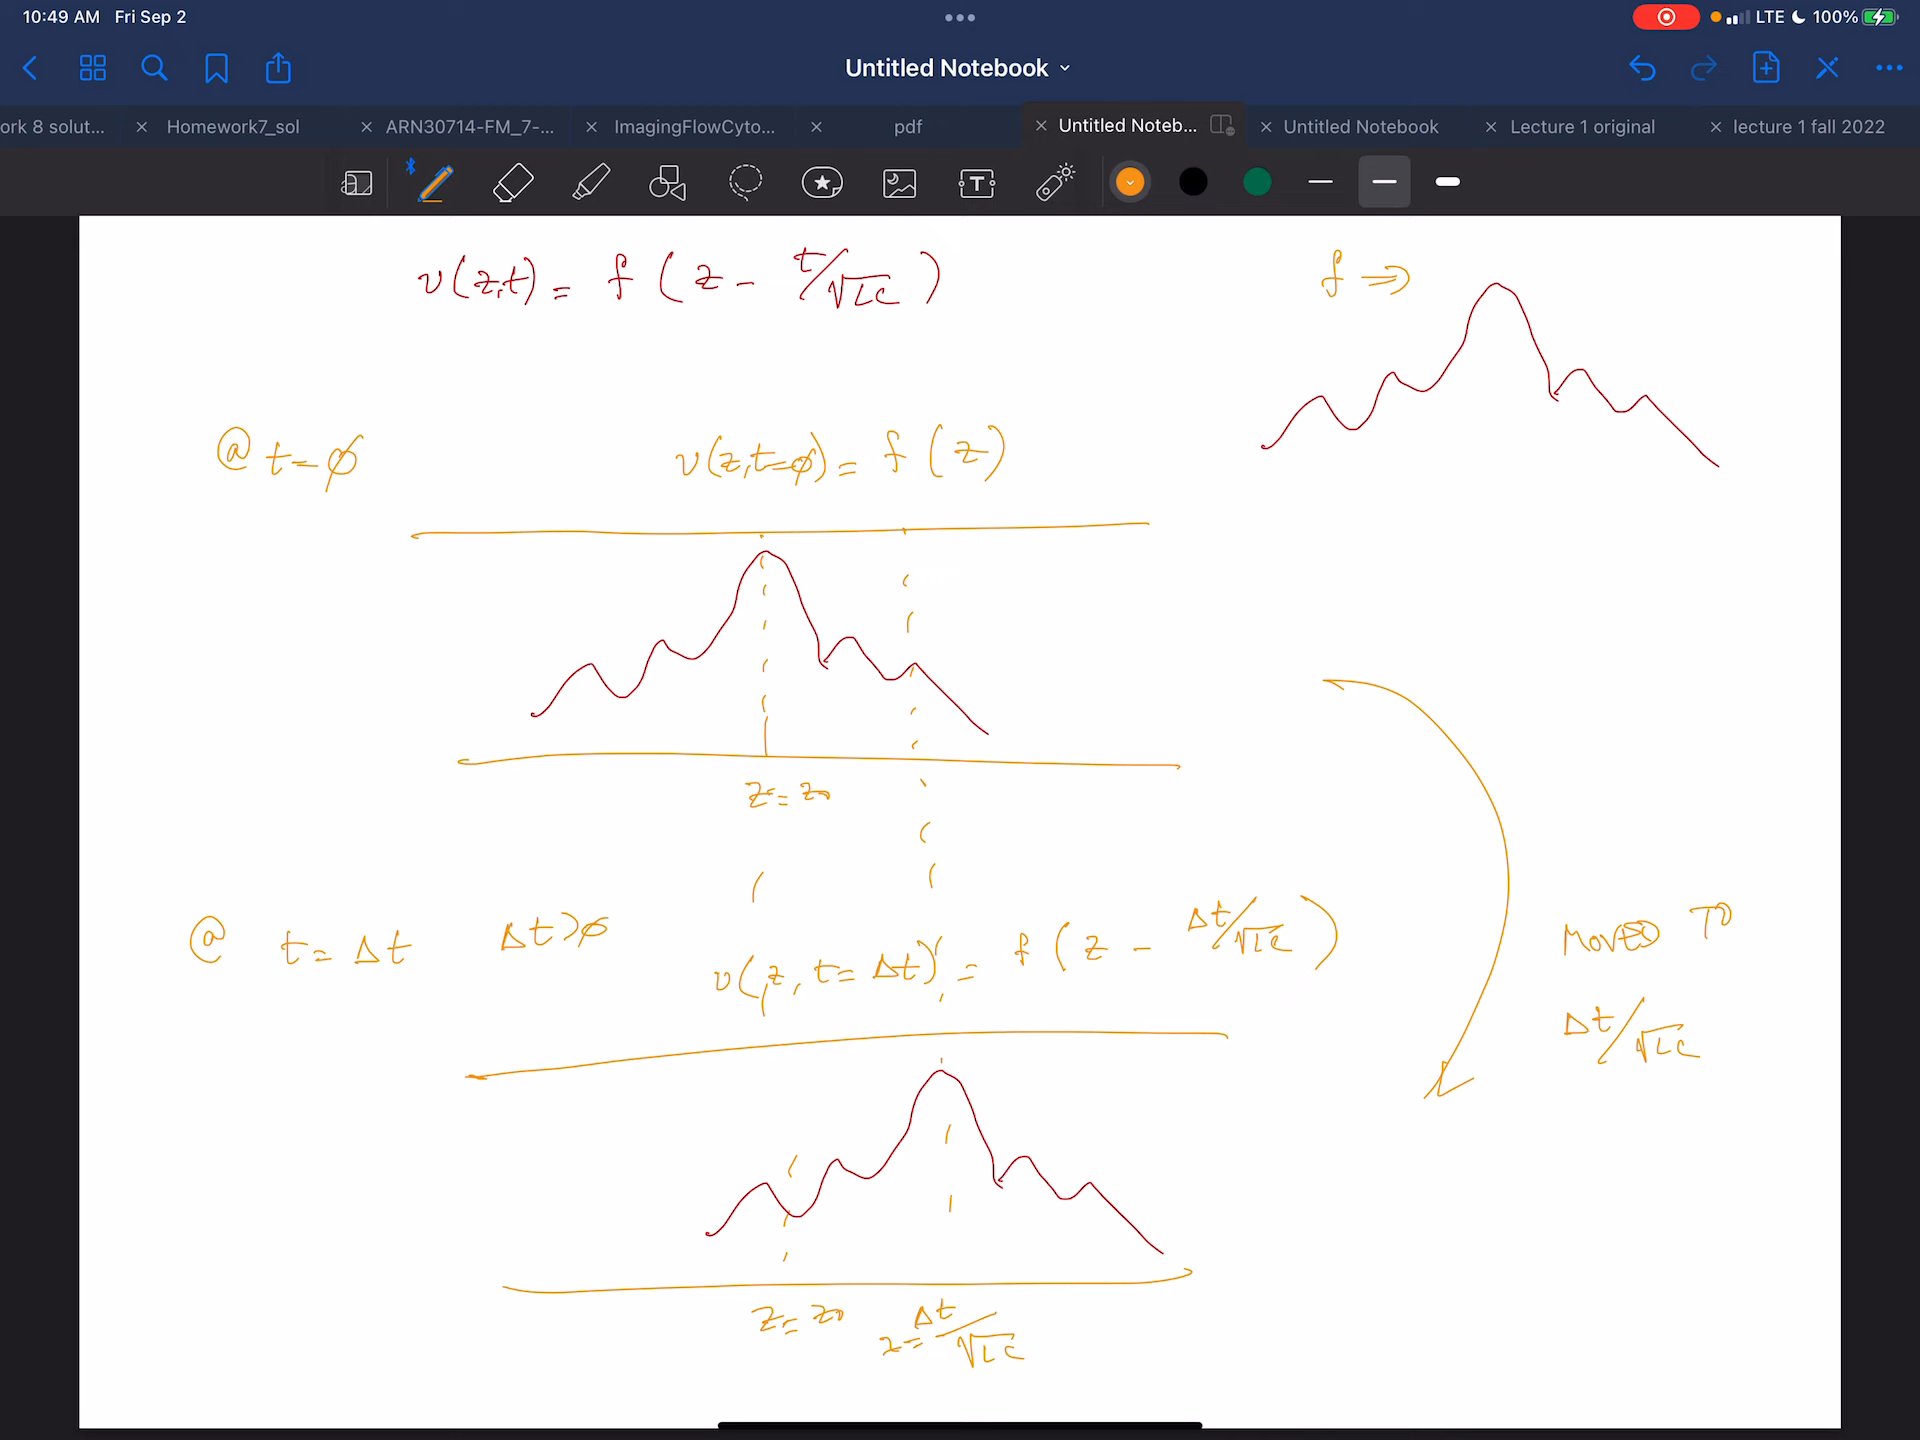 10:49 AM Fri Sep 2
LTE 100%
Untitled Notebook
ork 8 solut... Homework7_sol ARN30714-FM_7-... ImagingFlowCyto... pdf Untitled Noteb... Untitled Notebook Lecture 1 original lecture 1 fall 2022
T
v(z,t) = f(z - t/√LC)
f ⇒
@ t=∅
v(z,t=∅) = f(z)
z = z₀
@ t = Δt Δt>∅
v(z, t = Δt) = f(z - Δt/√LC)
MOVED TO
Δt/√LC
z = z₀
z = Δt/√LC